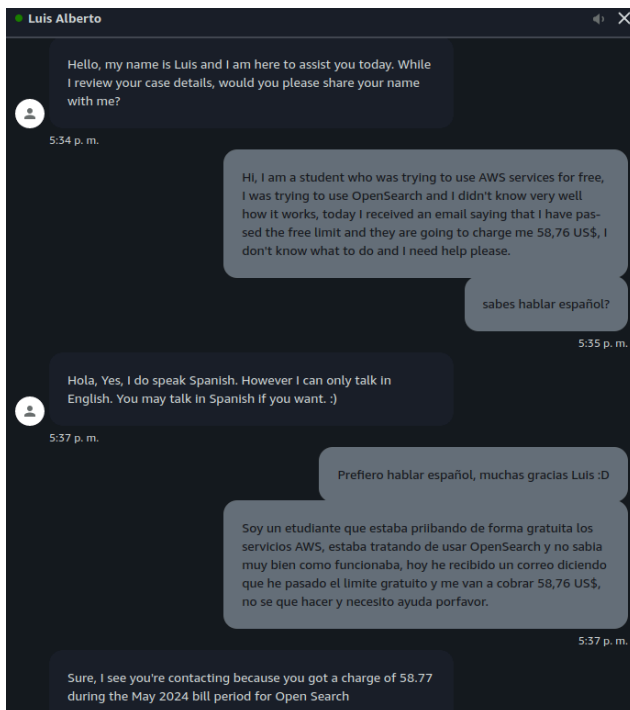 Luis Alberto
Hello, my name is Luis and I am here to assist you today. While
I review your case details, would you please share your name
with me?
5:34 p. m.
Hi, I am a student who was trying to use AWS services for free,
I was trying to use OpenSearch and I didn't know very well
how it works, today I received an email saying that I have pas-
sed the free limit and they are going to charge me 58,76 US$, I
don't know what to do and I need help please.
sabes hablar español?
5:35 p. m.
Hola, Yes, I do speak Spanish. However I can only talk in
English. You may talk in Spanish if you want. :)
5:37 p. m.
Prefiero hablar español, muchas gracias Luis :D
Soy un etudiante que estaba priibando de forma gratuita los
servicios AWS, estaba tratando de usar OpenSearch y no sabia
muy bien como funcionaba, hoy he recibido un correo diciendo
que he pasado el limite gratuito y me van a cobrar 58,76 US$,
no se que hacer y necesito ayuda porfavor.
5:37 p. m.
Sure, I see you're contacting because you got a charge of 58.77
during the May 2024 bill period for Open Search